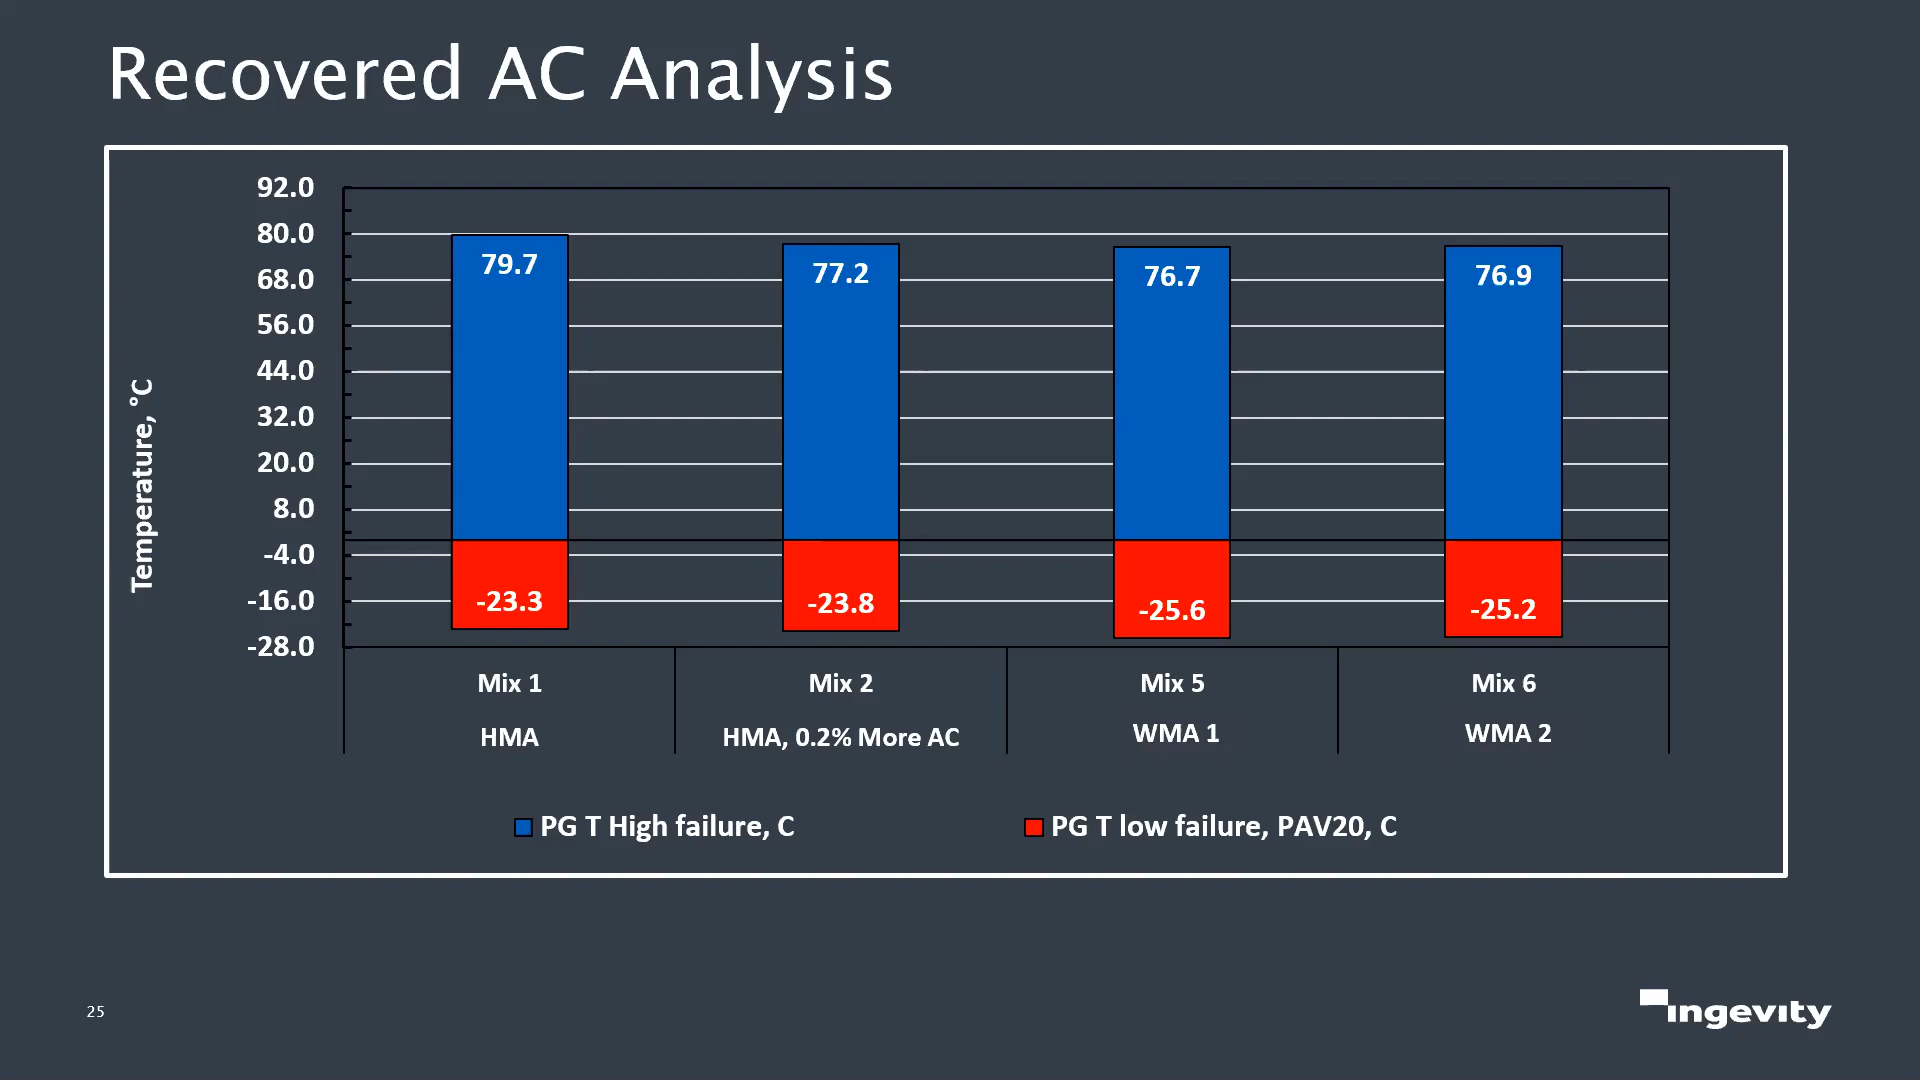 Recovered AC Analysis
92.0
80.0
68.0
56.0
44.0
32.0
20.0
8.0
-4.0
-16.0
-28.0
Temperature, °C
79.7
77.2
76.7
76.9
-23.3
-23.8
-25.6
-25.2
Mix 1
Mix 2
Mix 5
Mix 6
HMA
HMA, 0.2% More AC
WMA 1
WMA 2
PG T High failure, C
PG T low failure, PAV20, C
25
ingevity